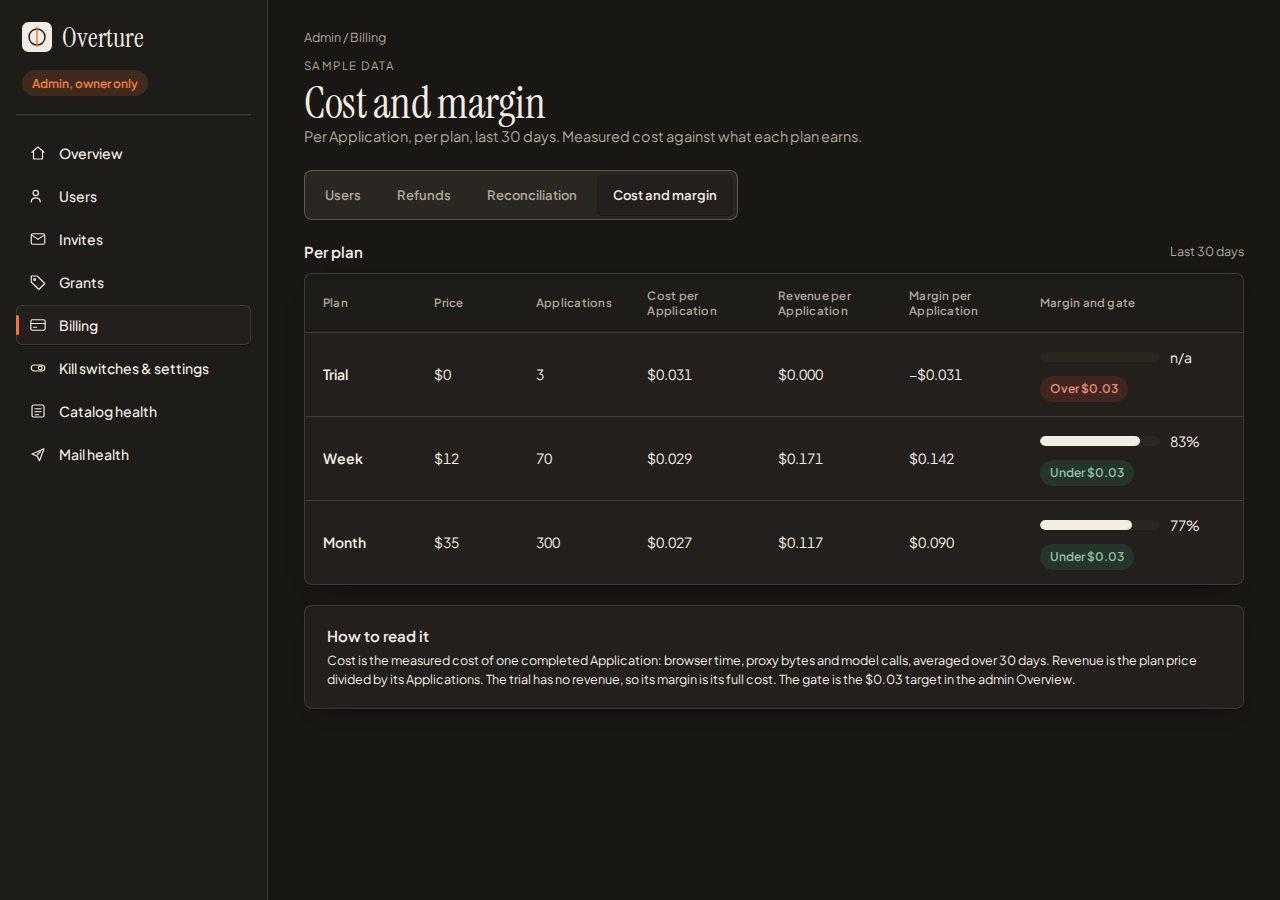 Overture
Admin, owner only
Overview
Users
Invites
Grants
Billing
Kill switches & settings
Catalog health
Mail health
Admin / Billing
SAMPLE DATA
Cost and margin
Per Application, per plan, last 30 days. Measured cost against what each plan earns.
Users Refunds Reconciliation Cost and margin
Per plan Last 30 days
Plan Price Applications Cost per Application Revenue per Application Margin per Application Margin and gate
Trial $0 3 $0.031 $0.000 −$0.031 n/a
Over $0.03
Week $12 70 $0.029 $0.171 $0.142 83%
Under $0.03
Month $35 300 $0.027 $0.117 $0.090 77%
Under $0.03
How to read it
Cost is the measured cost of one completed Application: browser time, proxy bytes and model calls, averaged over 30 days. Revenue is the plan price
divided by its Applications. The trial has no revenue, so its margin is its full cost. The gate is the $0.03 target in the admin Overview.